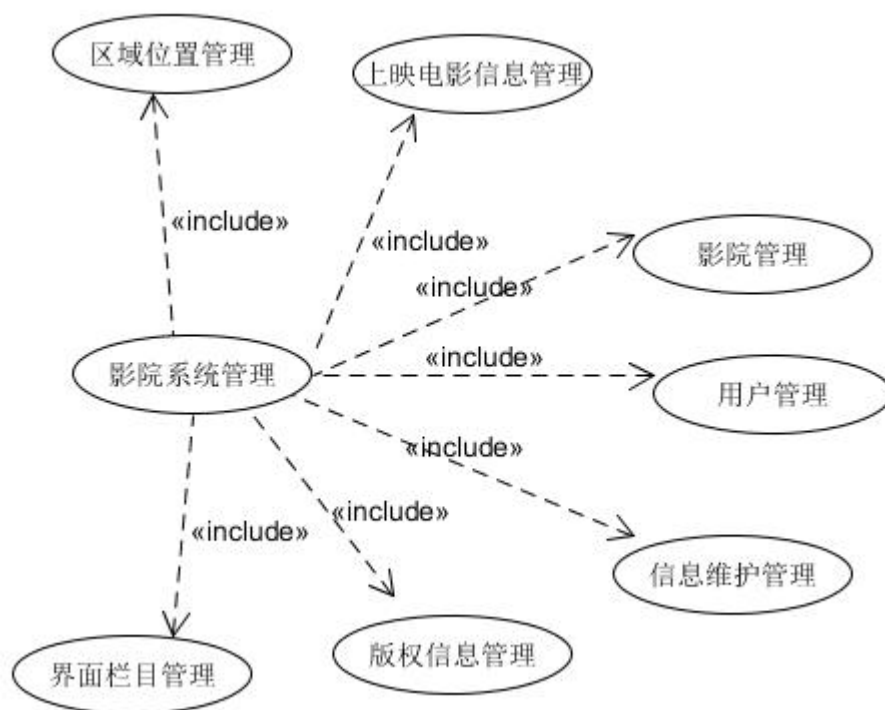 区域位置管理
上映电影信息管理
«include»
«include»
影院管理
«include»
«include»
影院系统管理
用户管理
«include»
«include»
«include»
信息维护管理
版权信息管理
界面栏目管理